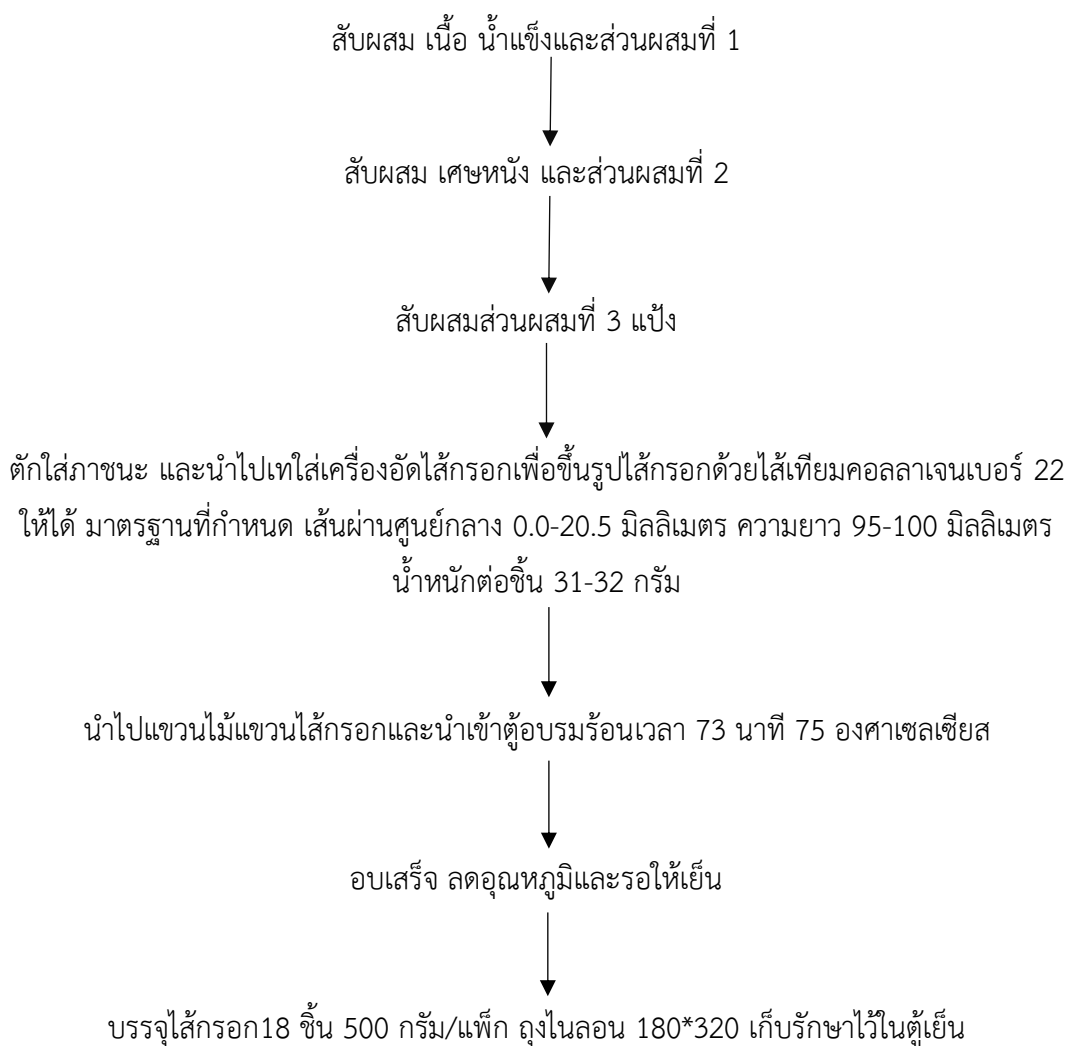 สับผสม เนื้อ น้ำแข็งและส่วนผสมที่ 1
สับผสม เศษหนัง และส่วนผสมที่ 2
สับผสมส่วนผสมที่ 3 แป้ง
ตักใส่ภาชนะ และนำไปเทใส่เครื่องอัดไส้กรอกเพื่อขึ้นรูปไส้กรอกด้วยไส้เทียมคอลลาเจนเบอร์ 22
ให้ได้ มาตรฐานที่กำหนด เส้นผ่านศูนย์กลาง 0.0-20.5 มิลลิเมตร ความยาว 95-100 มิลลิเมตร
น้ำหนักต่อชิ้น 31-32 กรัม
นำไปแขวนไม้แขวนไส้กรอกและนำเข้าตู้อบรมร้อนเวลา 73 นาที 75 องศาเซลเซียส
อบเสร็จ ลดอุณหภูมิและรอให้เย็น
บรรจุไส้กรอก18 ชิ้น 500 กรัม/แพ็ก ถุงไนลอน 180*320 เก็บรักษาไว้ในตู้เย็น